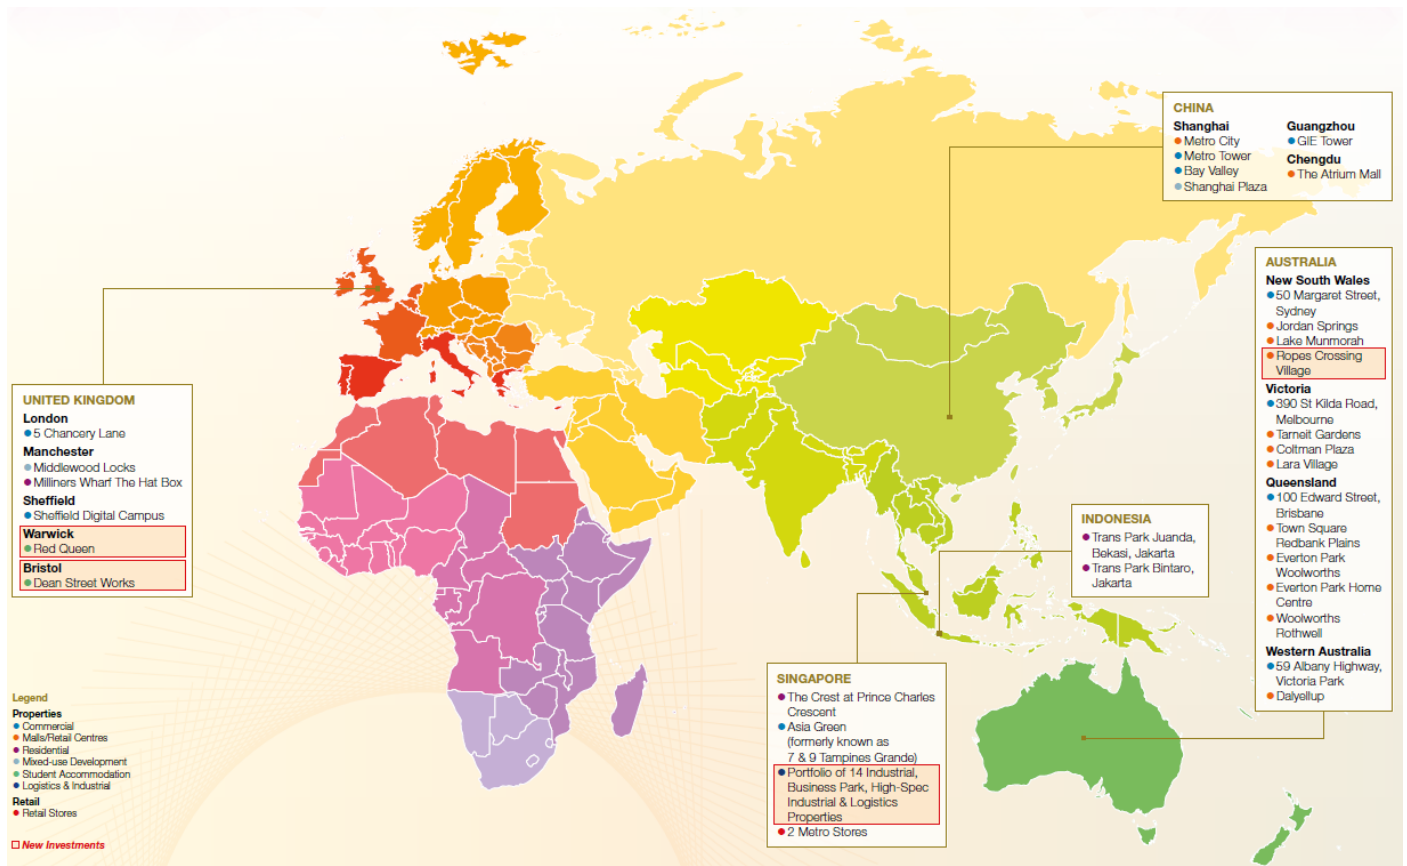 CHINA
Shanghai
Metro City
Metro Tower
Bay Valley
Shanghai Plaza
Guangzhou
GIE Tower
Chengdu
The Atrium Mall
AUSTRALIA
New South Wales
50 Margaret Street,
Sydney
Jordan Springs
Lake Munmorah
Ropes Crossing
Village
Victoria
390 St Kilda Road,
Melbourne
Tarneit Gardens
Coltman Plaza
Lara Village
Queensland
100 Edward Street,
Brisbane
Town Square
Redbank Plains
Everton Park
Woolworths
Everton Park Home
Centre
Woolworths
Rothwell
Western Australia
59 Albany Highway,
Victoria Park
Dalyellup
UNITED KINGDOM
London
5 Chancery Lane
Manchester
Middlewood Locks
Milliners Wharf The Hat Box
Sheffield
Sheffield Digital Campus
Warwick
Red Queen
Bristol
Dean Street Works
INDONESIA
Trans Park Juanda,
Bekasi, Jakarta
Trans Park Bintaro,
Jakarta
SINGAPORE
The Crest at Prince Charles
Crescent
Asia Green
(formerly known as
7 & 9 Tampines Grande)
Portfolio of 14 Industrial,
Business Park, High-Spec
Industrial & Logistics
Properties
2 Metro Stores
Legend
Properties
Commercial
Malls/Retail Centres
Residential
Mixed-use Development
Student Accommodation
Logistics & Industrial
Retail
Retail Stores
New Investments